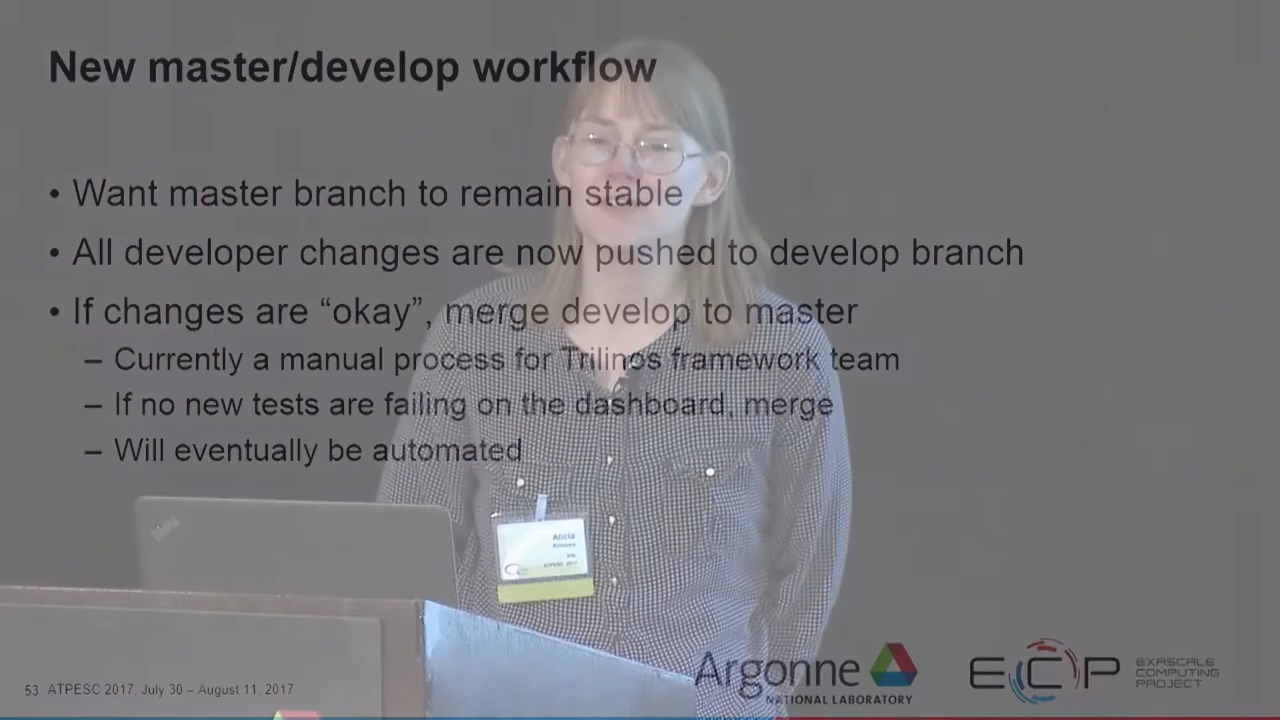 New master/develop workflow
• Want master branch to remain stable
• All developer changes are now pushed to develop branch
• If changes are “okay”, merge develop to master
– Currently a manual process for Trilinos framework team
– If no new tests are failing on the dashboard, merge
– Will eventually be automated
Alicia
ATPESC 2017
Argonne
NATIONAL LABORATORY
ECP
EXASCALE
COMPUTING
PROJECT
53 ATPESC 2017, July 30 – August 11, 2017